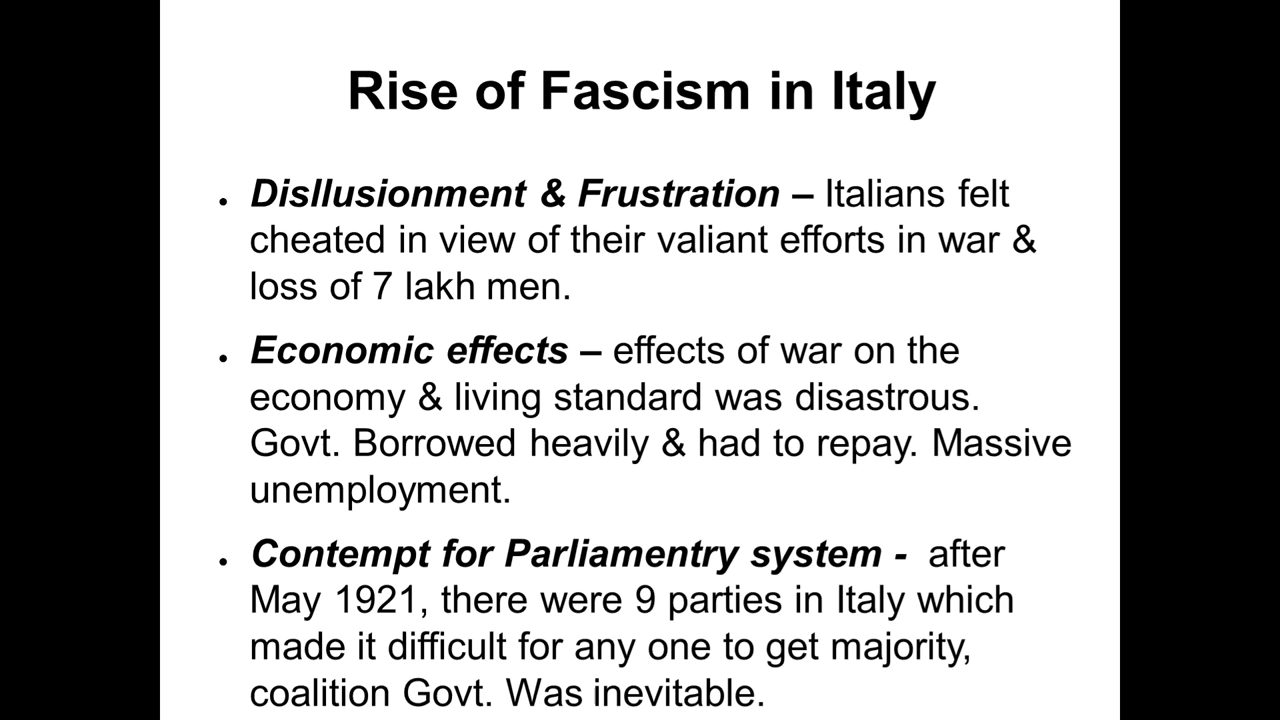 Rise of Fascism in Italy
• Disllusionment & Frustration – Italians felt
cheated in view of their valiant efforts in war &
loss of 7 lakh men.
• Economic effects – effects of war on the
economy & living standard was disastrous.
Govt. Borrowed heavily & had to repay. Massive
unemployment.
• Contempt for Parliamentry system - after
May 1921, there were 9 parties in Italy which
made it difficult for any one to get majority,
coalition Govt. Was inevitable.